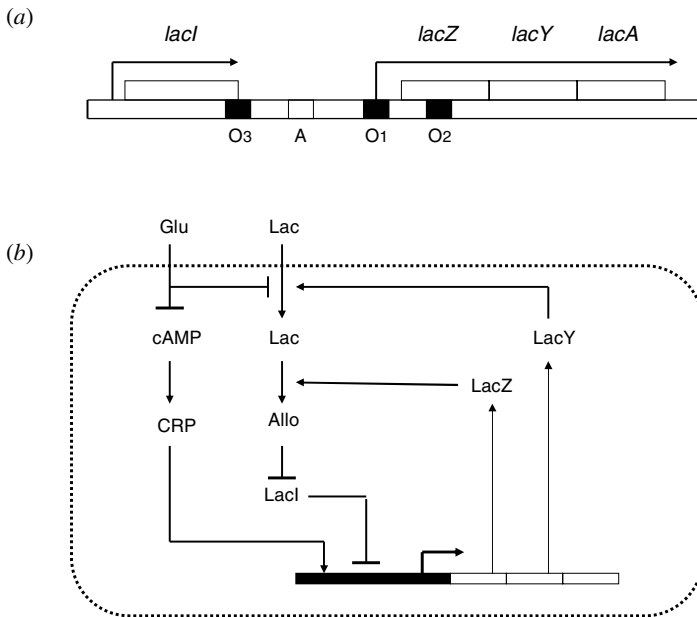 (a)
lacI lacZ lacY lacA
O3 A O1 O2
(b)
Glu Lac
cAMP Lac LacY
LacZ
CRP Allo
LacI